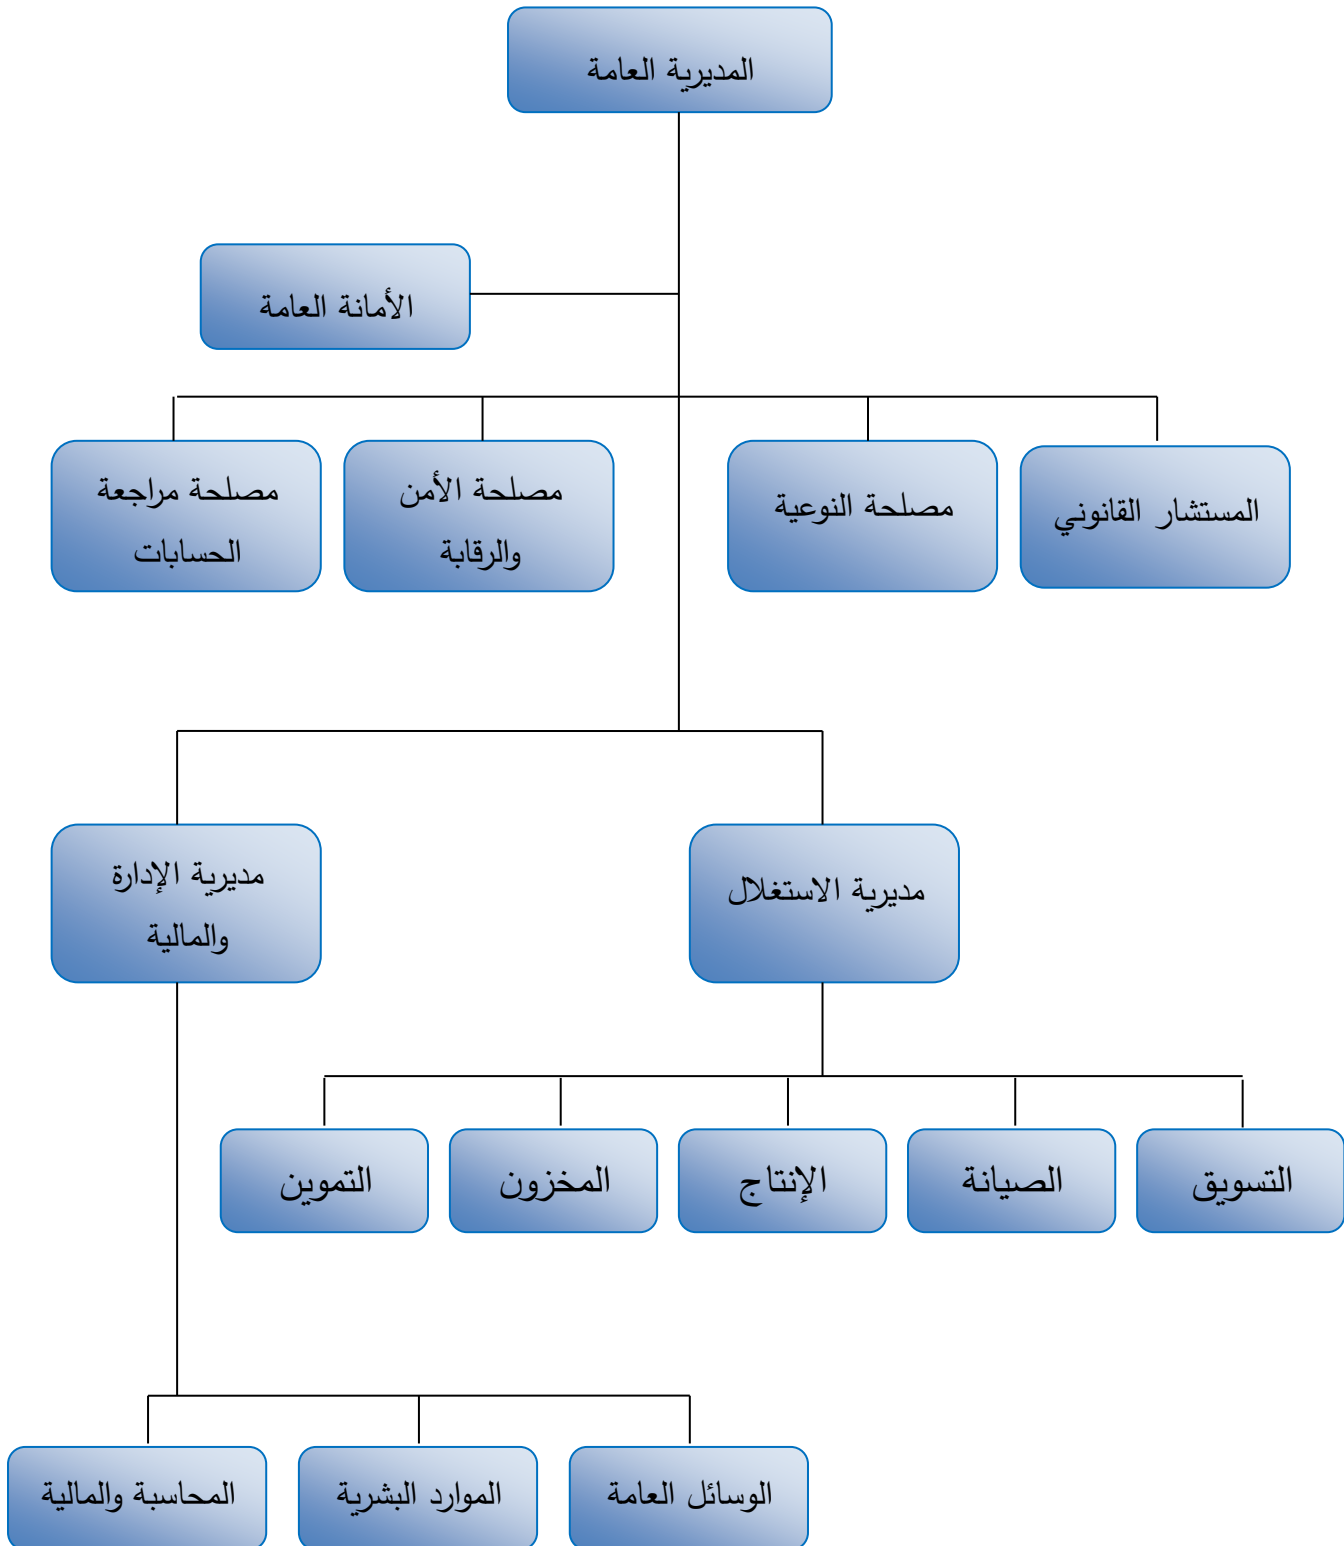 المديرية العامة
الأمانة العامة
المستشار القانوني
مصلحة النوعية
مصلحة الأمن
والرقابة
مصلحة مراجعة
الحسابات
مديرية الاستغلال
مديرية الإدارة
والمالية
التسويق
الصيانة
الإنتاج
المخزون
التموين
الوسائل العامة
الموارد البشرية
المحاسبة والمالية